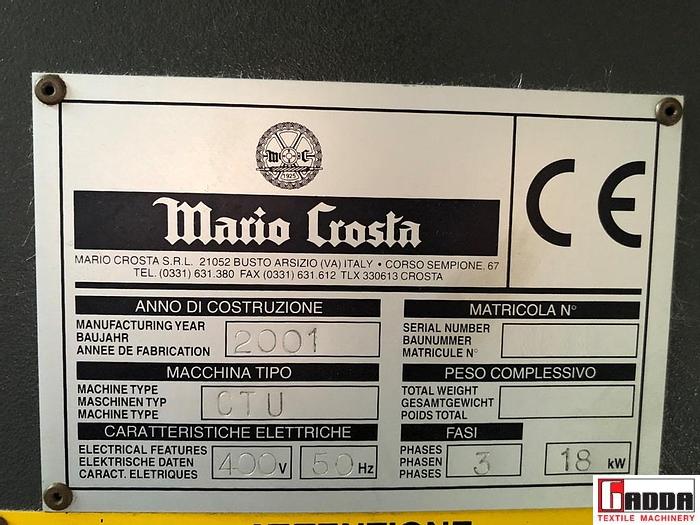 M C
1925
Mario Crosta
MARIO CROSTA S.R.L. 21052 BUSTO ARSIZIO (VA) ITALY • CORSO SEMPIONE, 67
TEL. (0331) 631.380 FAX (0331) 631.612 TLX 330613 CROSTA
CE
ANNO DI COSTRUZIONE
MANUFACTURING YEAR
BAUJAHR
ANNEE DE FABRICATION
2001
MATRICOLA N°
SERIAL NUMBER
BAUNUMMER
MATRICULE N°
MACCHINA TIPO
MACHINE TYPE
MASCHINEN TYP
MACHINE TYPE
CTU
PESO COMPLESSIVO
TOTAL WEIGHT
GESAMTGEWICHT
POIDS TOTAL
CARATTERISTICHE ELETTRICHE
ELECTRICAL FEATURES
ELEKTRISCHE DATEN
CARACT. ELETRIQUES
400 V 50 Hz
FASI
PHASES
PHASEN
PHASES
3 18 kW
ATTENZIONE
GADDA
TEXTILE MACHINERY